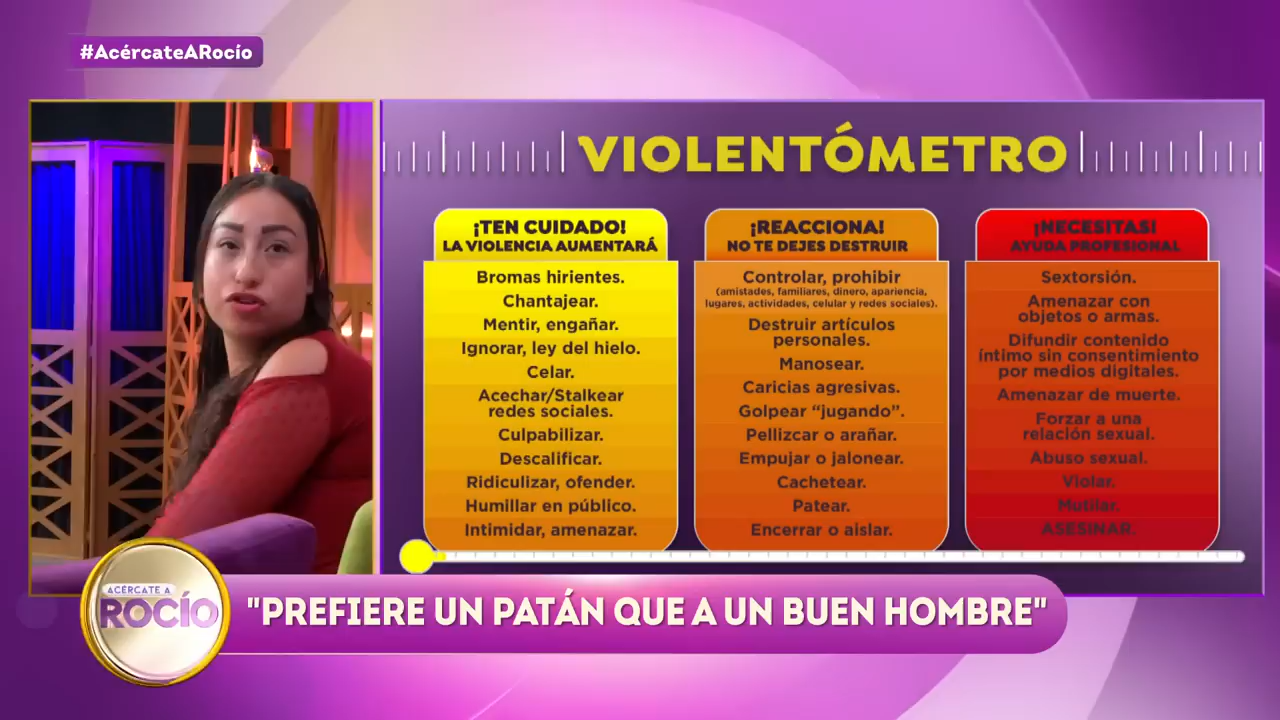 #AcércateARocío
VIOLENTÓMETRO
¡TEN CUIDADO!
LA VIOLENCIA AUMENTARÁ
Bromas hirientes.
Chantajear.
Mentir, engañar.
Ignorar, ley del hielo.
Celar.
Acechar/Stalkear
redes sociales.
Culpabilizar.
Descalificar.
Ridiculizar, ofender.
Humillar en público.
Intimidar, amenazar.
¡REACCIONA!
NO TE DEJES DESTRUIR
Controlar, prohibir
(amistades, familiares, dinero, apariencia,
lugares, actividades, celular y redes sociales).
Destruir artículos
personales.
Manosear.
Caricias agresivas.
Golpear “jugando”.
Pellizcar o arañar.
Empujar o jalonear.
Cachetear.
Patear.
Encerrar o aislar.
¡NECESITAS!
AYUDA PROFESIONAL
Sextorsión.
Amenazar con
objetos o armas.
Difundir contenido
íntimo sin consentimiento
por medios digitales.
Amenazar de muerte.
Forzar a una
relación sexual.
Abuso sexual.
Violar.
Mutilar.
ASESINAR.
ACÉRCATE A
ROCÍO
"PREFIERE UN PATÁN QUE A UN BUEN HOMBRE"